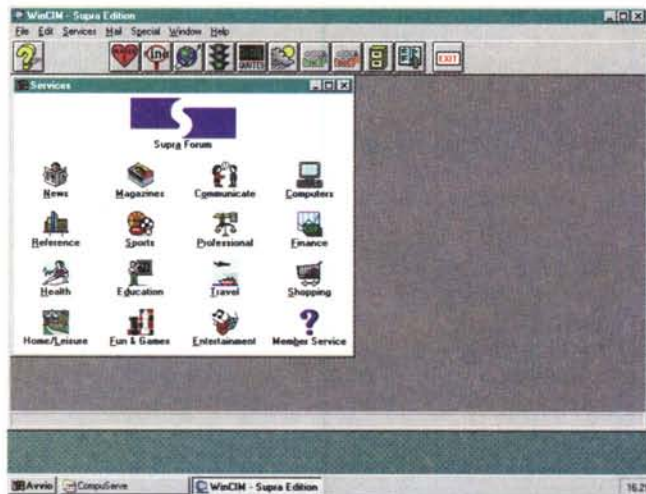 WinCIM - Supra Edition
File Edit Services Mail Special Window Help
QUOTES
EXIT
Services
Supra Forum
News Magazines Communicate Computers
Reference Sports Professional Finance
Health Education Travel Shopping
Home/Leisure Fun & Games Entertainment Member Service
Avvio CompuServe WinCIM - Supra Edition